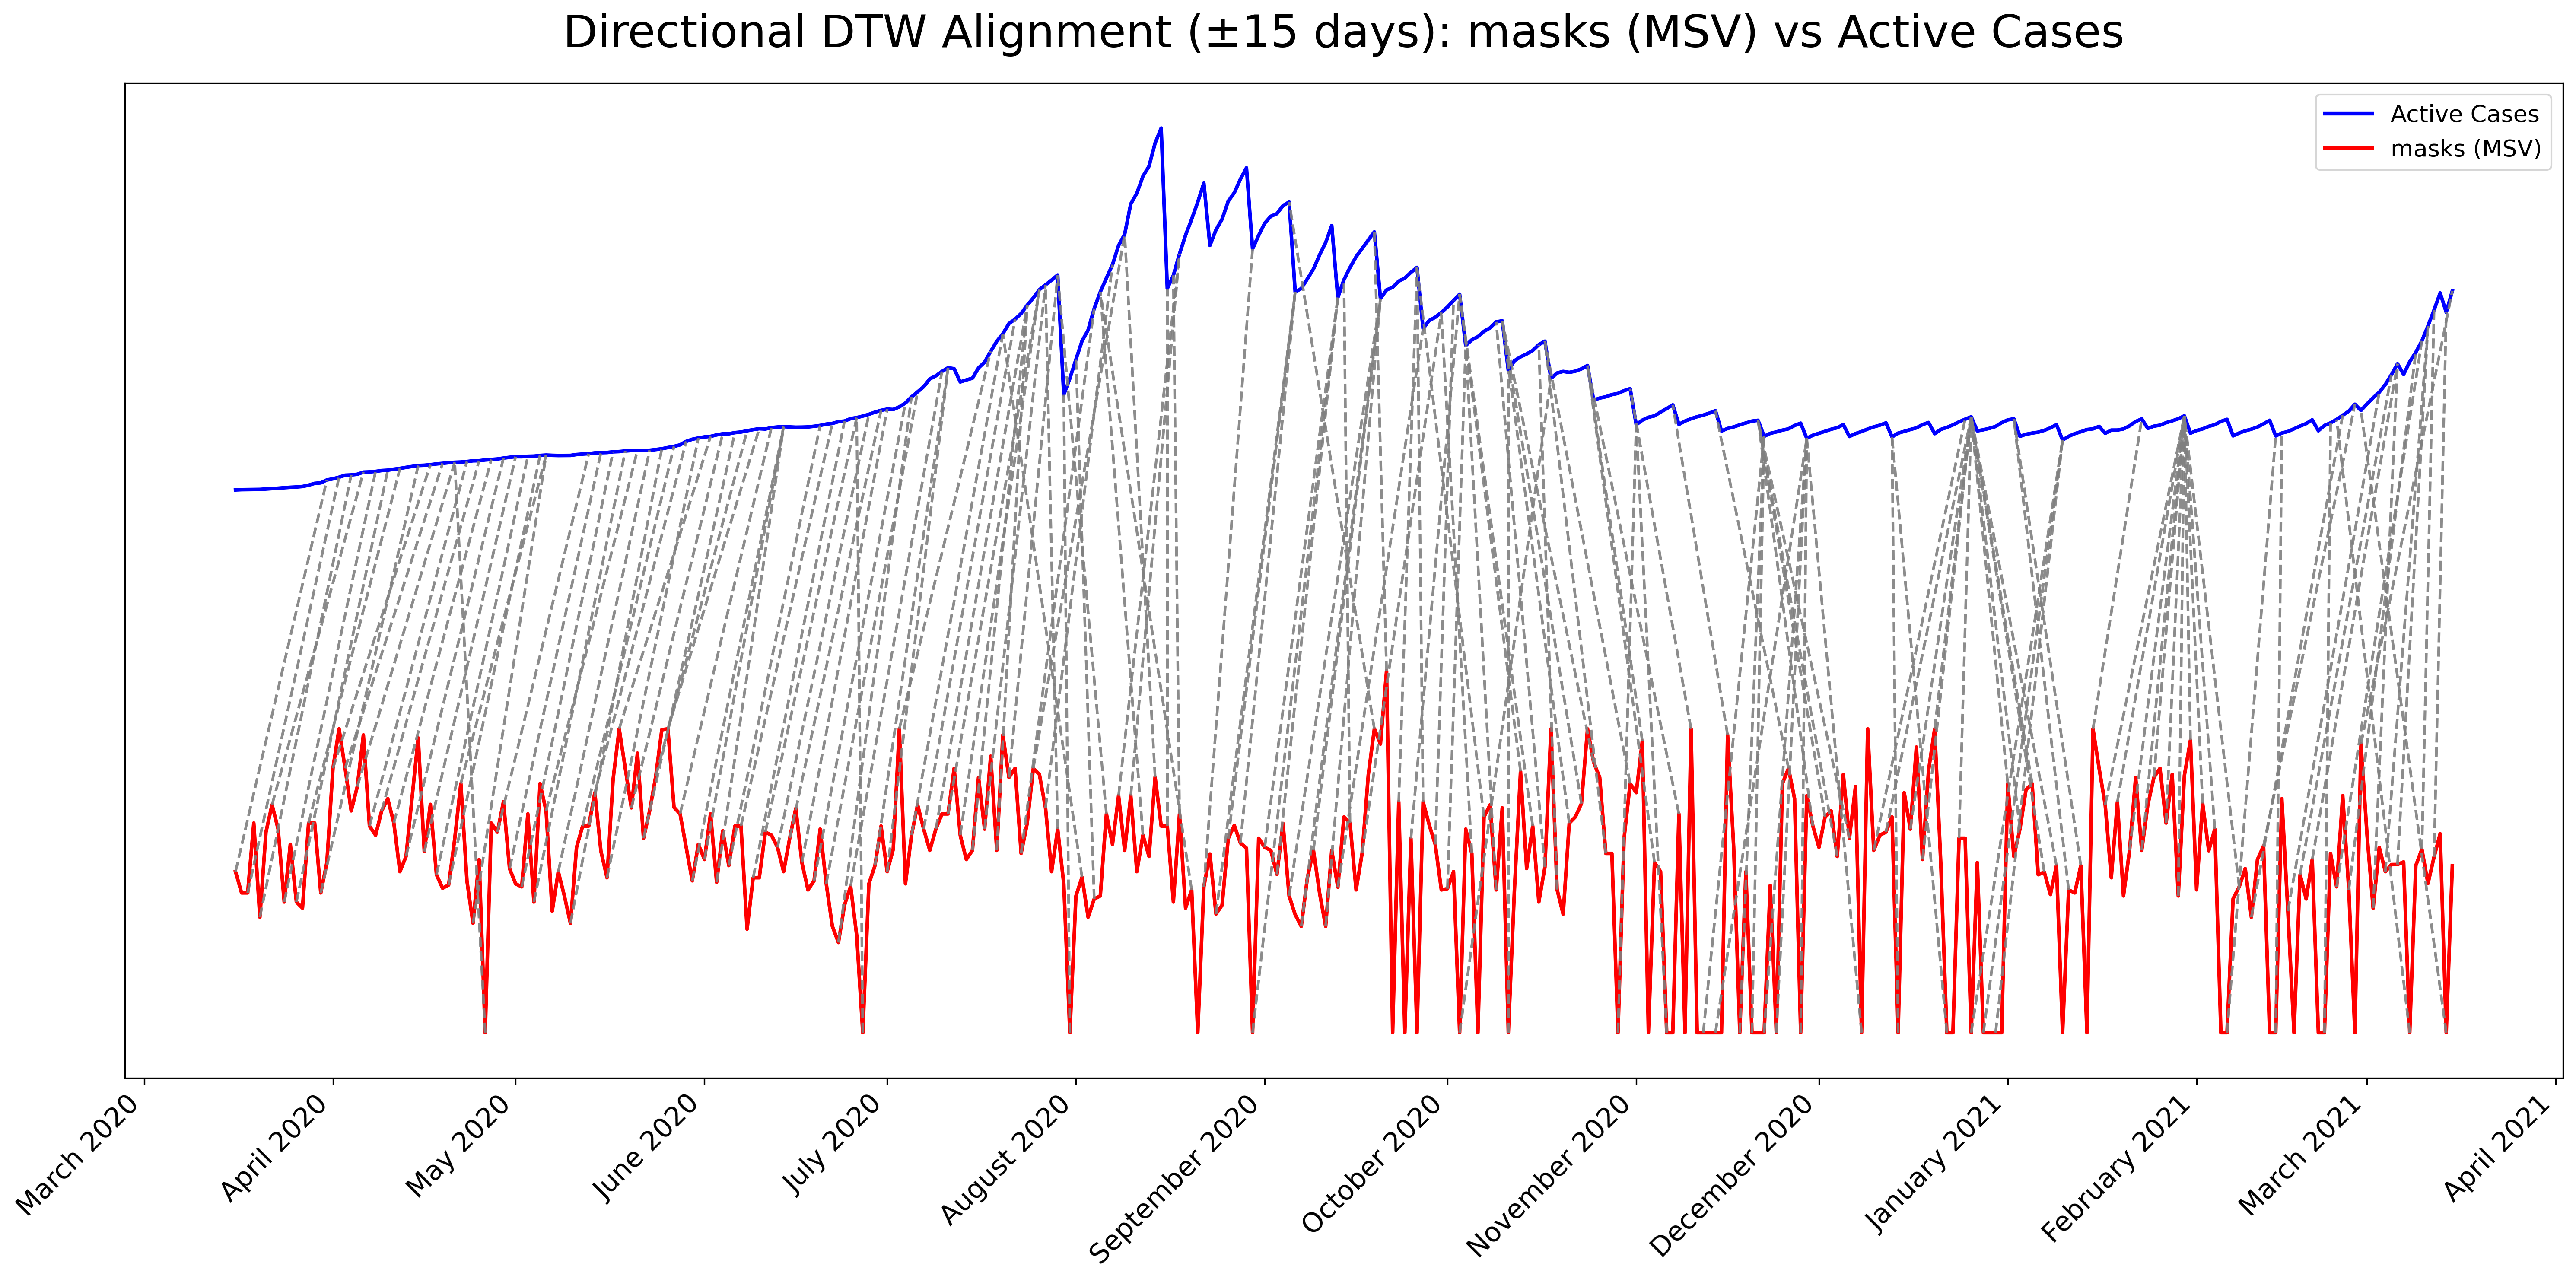 Directional DTW Alignment (±15 days): masks (MSV) vs Active Cases
Active Cases
masks (MSV)
March 2020
April 2020
May 2020
June 2020
July 2020
August 2020
September 2020
October 2020
November 2020
December 2020
January 2021
February 2021
March 2021
April 2021